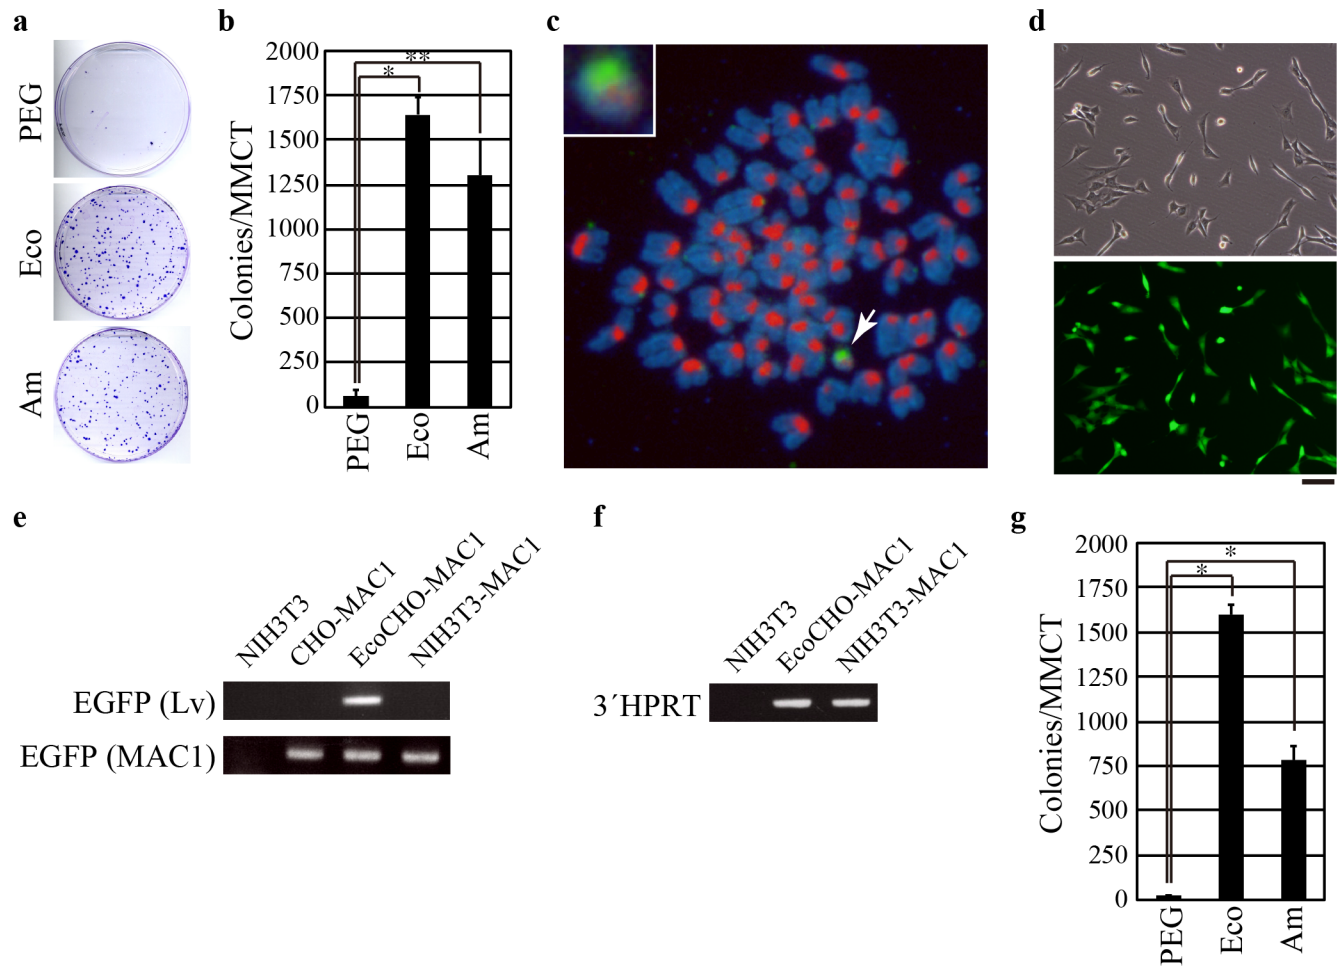 a
PEG
Eco
Am
b
Colonies/MMCT
2000
1750
1500
1250
1000
750
500
250
0
**
*
PEG
Eco
Am
c
d
e
NIH3T3
CHO-MAC1
EcoCHO-MAC1
NIH3T3-MAC1
EGFP (Lv)
EGFP (MAC1)
f
NIH3T3
EcoCHO-MAC1
NIH3T3-MAC1
3´HPRT
g
Colonies/MMCT
2000
1750
1500
1250
1000
750
500
250
0
*
*
PEG
Eco
Am